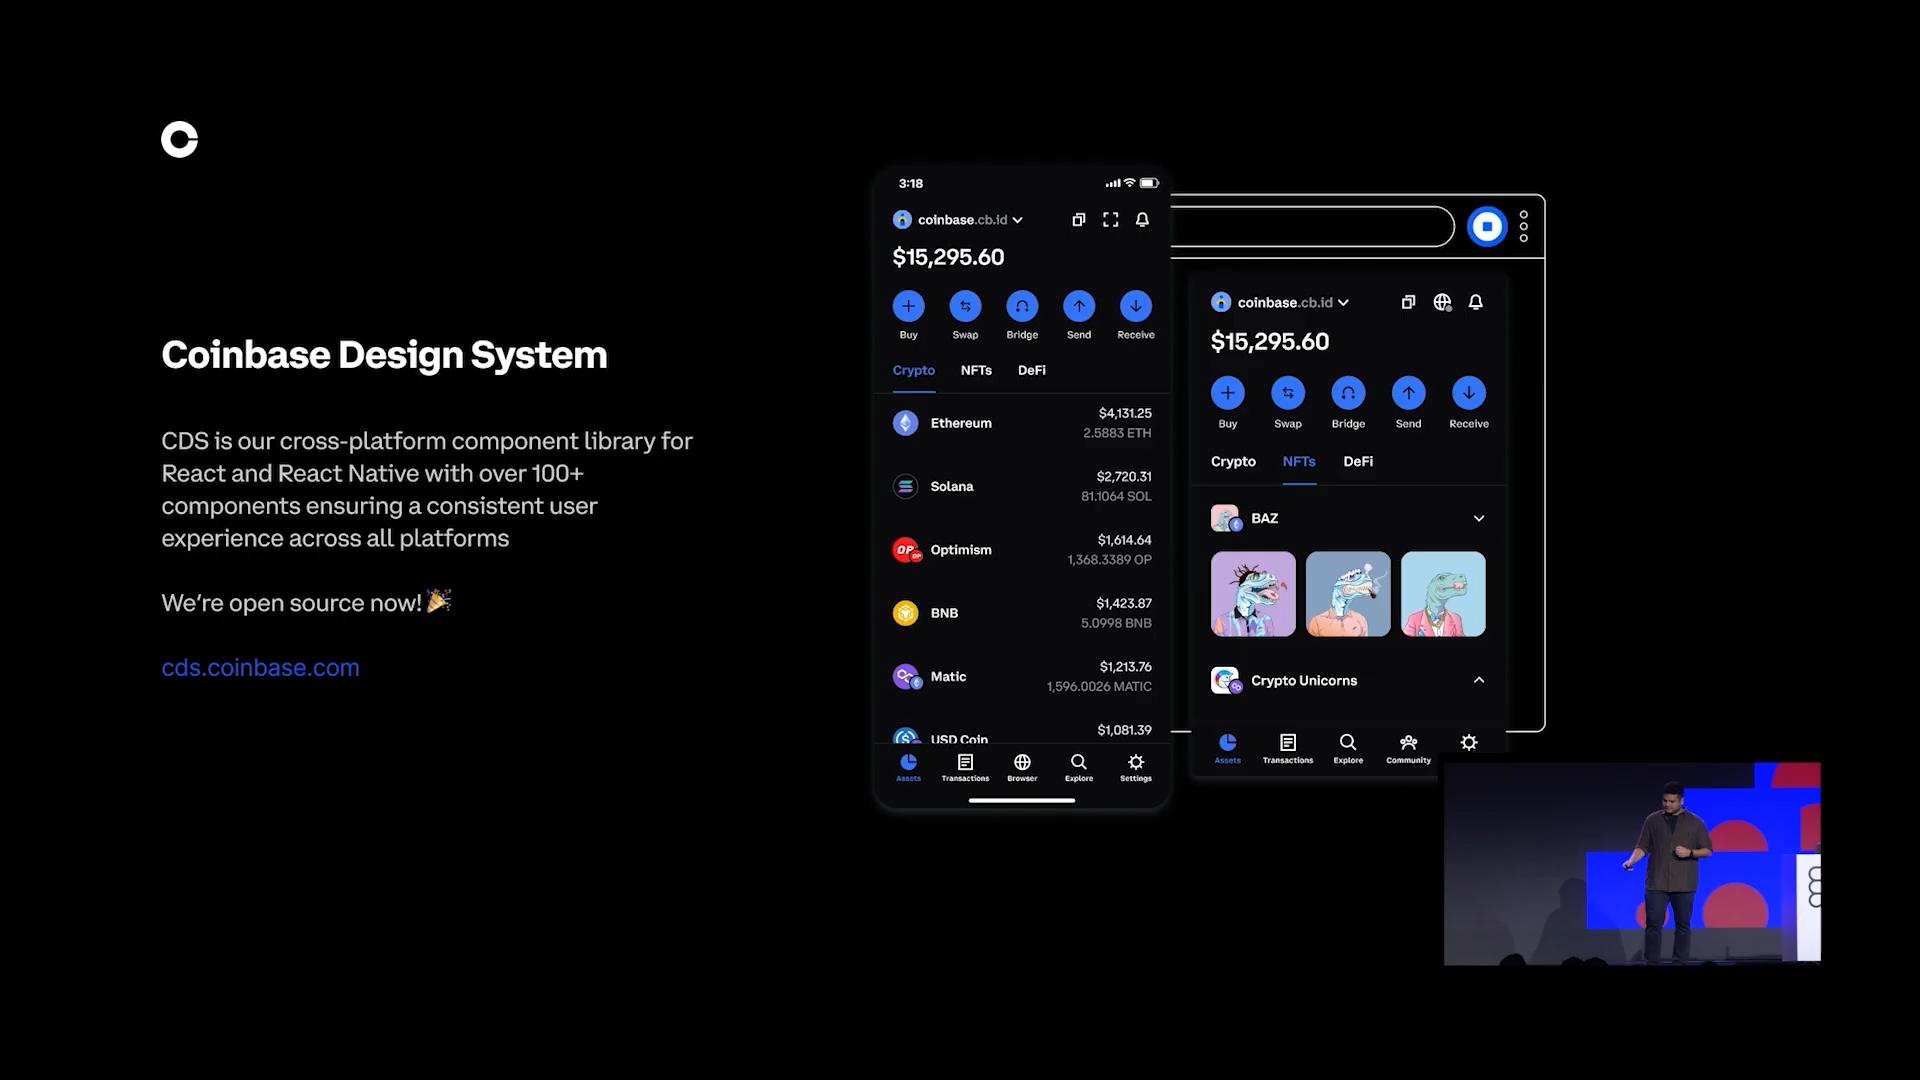 Coinbase Design System
CDS is our cross-platform component library for
React and React Native with over 100+
components ensuring a consistent user
experience across all platforms
We're open source now! 🎉
cds.coinbase.com
3:18
coinbase.cb.id
$15,295.60
Buy Swap Bridge Send Receive
Crypto NFTs DeFi
Ethereum $4,131.25
2.5883 ETH
Solana $2,720.31
81.1064 SOL
OP OP Optimism $1,614.64
1,368.3389 OP
BNB $1,423.87
5.0998 BNB
Matic $1,213.76
1,596.0026 MATIC
USD Coin $1,081.39
Assets Transactions Browser Explore Settings
coinbase.cb.id
$15,295.60
Buy Swap Bridge Send Receive
Crypto NFTs DeFi
BAZ
Crypto Unicorns
Assets Transactions Explore Community